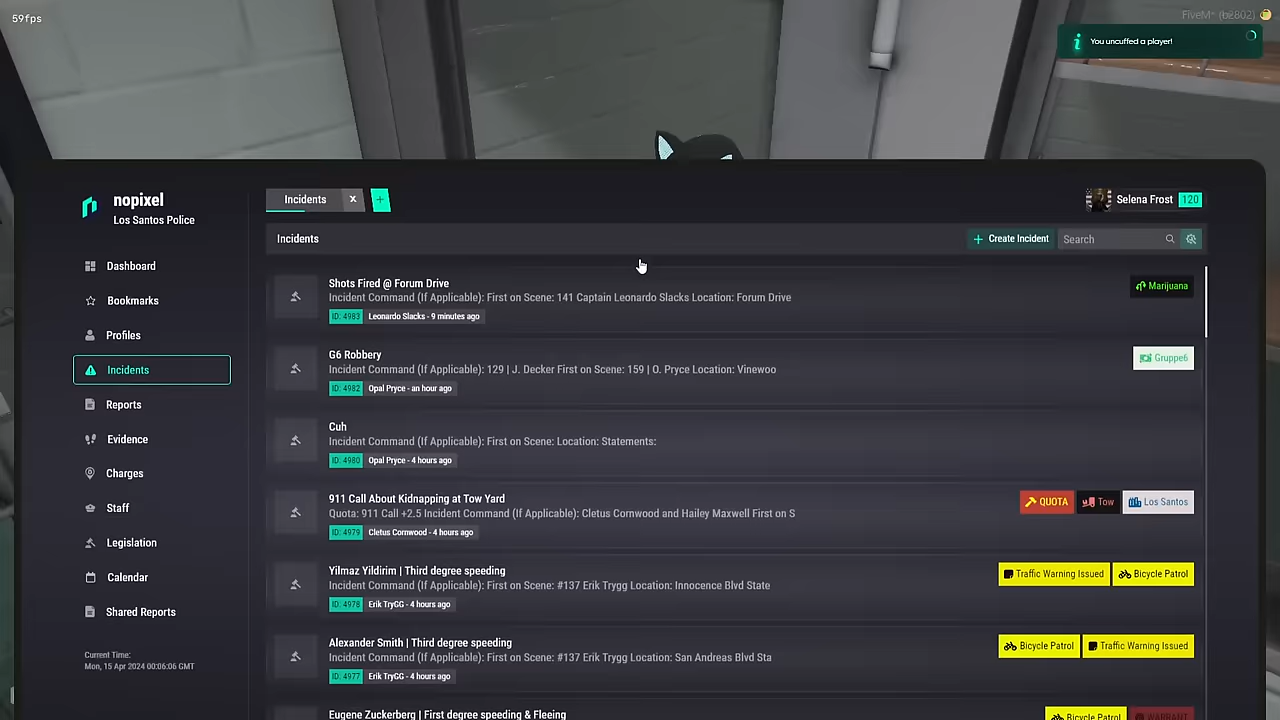 59fps
FiveM® (b2802)
You uncuffed a player!
nopixel
Los Santos Police
Incidents x +
Selena Frost 120
Incidents
+ Create Incident
Search
Dashboard
Bookmarks
Profiles
Incidents
Reports
Evidence
Charges
Staff
Legislation
Calendar
Shared Reports
Current Time:
Mon, 15 Apr 2024 00:06:06 GMT
Shots Fired @ Forum Drive
Incident Command (If Applicable): First on Scene: 141 Captain Leonardo Slacks Location: Forum Drive
ID: 4983 Leonardo Slacks - 9 minutes ago
Marijuana
G6 Robbery
Incident Command (If Applicable): 129 | J. Decker First on Scene: 159 | O. Pryce Location: Vinewoo
ID: 4982 Opal Pryce - an hour ago
Gruppe6
Cuh
Incident Command (If Applicable): First on Scene: Location: Statements:
ID: 4980 Opal Pryce - 4 hours ago
911 Call About Kidnapping at Tow Yard
Quota: 911 Call +2.5 Incident Command (If Applicable): Cletus Cornwood and Hailey Maxwell First on S
ID: 4979 Cletus Cornwood - 4 hours ago
QUOTA Tow Los Santos
Yilmaz Yildirim | Third degree speeding
Incident Command (If Applicable): First on Scene: #137 Erik Trygg Location: Innocence Blvd State
ID: 4978 Erik TryGG - 4 hours ago
Traffic Warning Issued Bicycle Patrol
Alexander Smith | Third degree speeding
Incident Command (If Applicable): First on Scene: #137 Erik Trygg Location: San Andreas Blvd Sta
ID: 4977 Erik TryGG - 4 hours ago
Bicycle Patrol Traffic Warning Issued
Eugene Zuckerberg | First degree speeding & Fleeing
Bicycle Patrol WARRANT